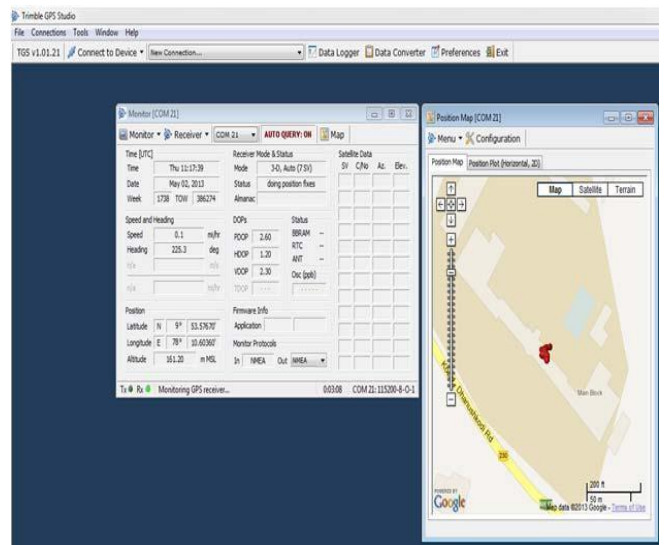 Trimble GPS Studio
File Connections Tools Window Help
TGS v1.01.21 Connect to Device New Connection... Data Logger Data Converter Preferences Exit
Monitor [COM 21]
Monitor Receiver COM 21 AUTO QUERY: ON Map
Time [UTC] Receiver Mode & Status Satellite Data
Time Thu 11:17:39 Mode 3-D, Auto (7 SV) SV C/No Az. Elev.
Date May 02, 2013 Status doing position fixes
Week 1738 TOW 386274 Almanac
Speed and Heading DOPs Status
Speed 0.1 mi/hr PDOP 2.60 BBRAM --
Heading 225.3 deg HDOP 1.20 RTC --
ANT --
n/a n/a VDOP 2.30 Osc (ppb)
n/a mi/hr TDOP ---
Position Firmware Info
Latitude N 9° 53.57670' Application
Longitude E 78° 10.60360' Monitor Protocols
Altitude 161.20 m MSL In NMEA Out NMEA
Tx Rx Monitoring GPS receiver... 0:03:08 COM 21:115200-8-O-1
Position Map [COM 21]
Menu Configuration
Position Map Position Plot (Horizontal, 2D)
Map Satellite Terrain
Dhanushkodi Rd
Main Block
200 ft
50 m
POWERED BY
Google
Map data ©2013 Google - Terms of Use